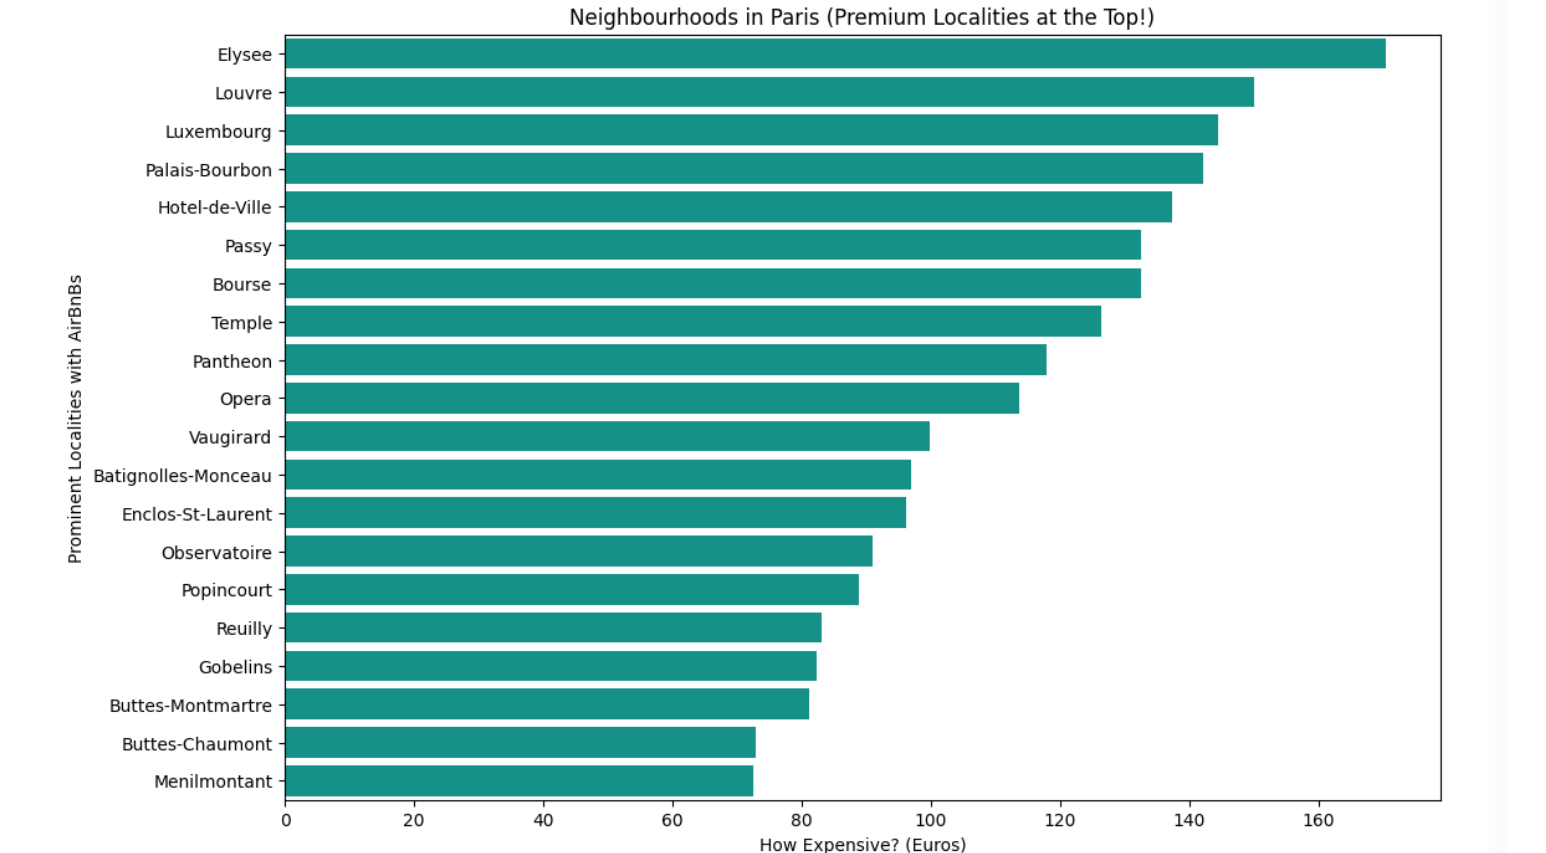 Neighbourhoods in Paris (Premium Localities at the Top!)
Prominent Localities with AirBnBs
Elysee
Louvre
Luxembourg
Palais-Bourbon
Hotel-de-Ville
Passy
Bourse
Temple
Pantheon
Opera
Vaugirard
Batignolles-Monceau
Enclos-St-Laurent
Observatoire
Popincourt
Reuilly
Gobelins
Buttes-Montmartre
Buttes-Chaumont
Menilmontant
0 20 40 60 80 100 120 140 160
How Expensive? (Euros)